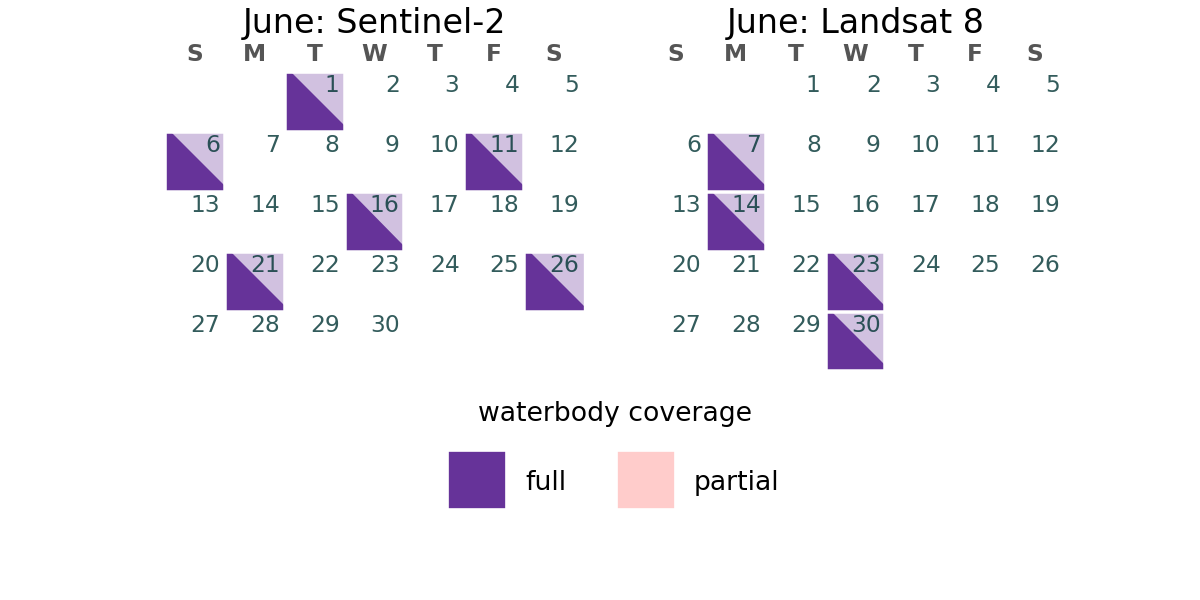 June: Sentinel-2
S M T W T F S
1 2 3 4 5
6 7 8 9 10 11 12
13 14 15 16 17 18 19
20 21 22 23 24 25 26
27 28 29 30
June: Landsat 8
S M T W T F S
1 2 3 4 5
6 7 8 9 10 11 12
13 14 15 16 17 18 19
20 21 22 23 24 25 26
27 28 29 30
waterbody coverage
full partial